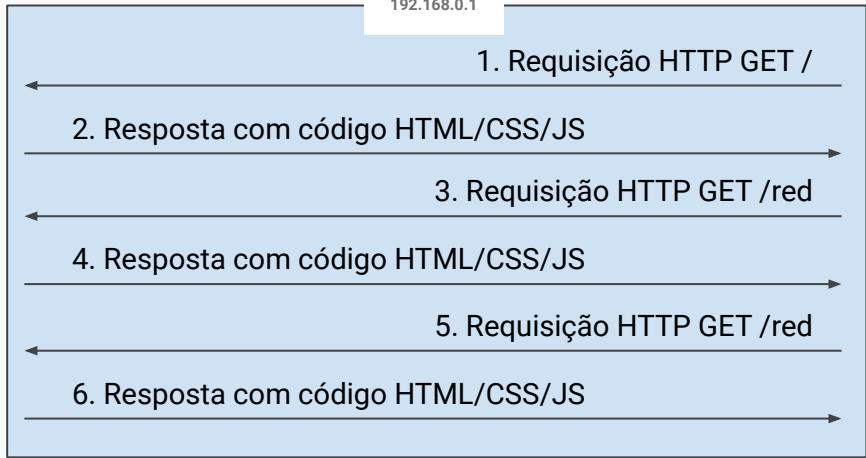 192.168.0.1
1. Requisição HTTP GET /
2. Resposta com código HTML/CSS/JS
3. Requisição HTTP GET /red
4. Resposta com código HTML/CSS/JS
5. Requisição HTTP GET /red
6. Resposta com código HTML/CSS/JS